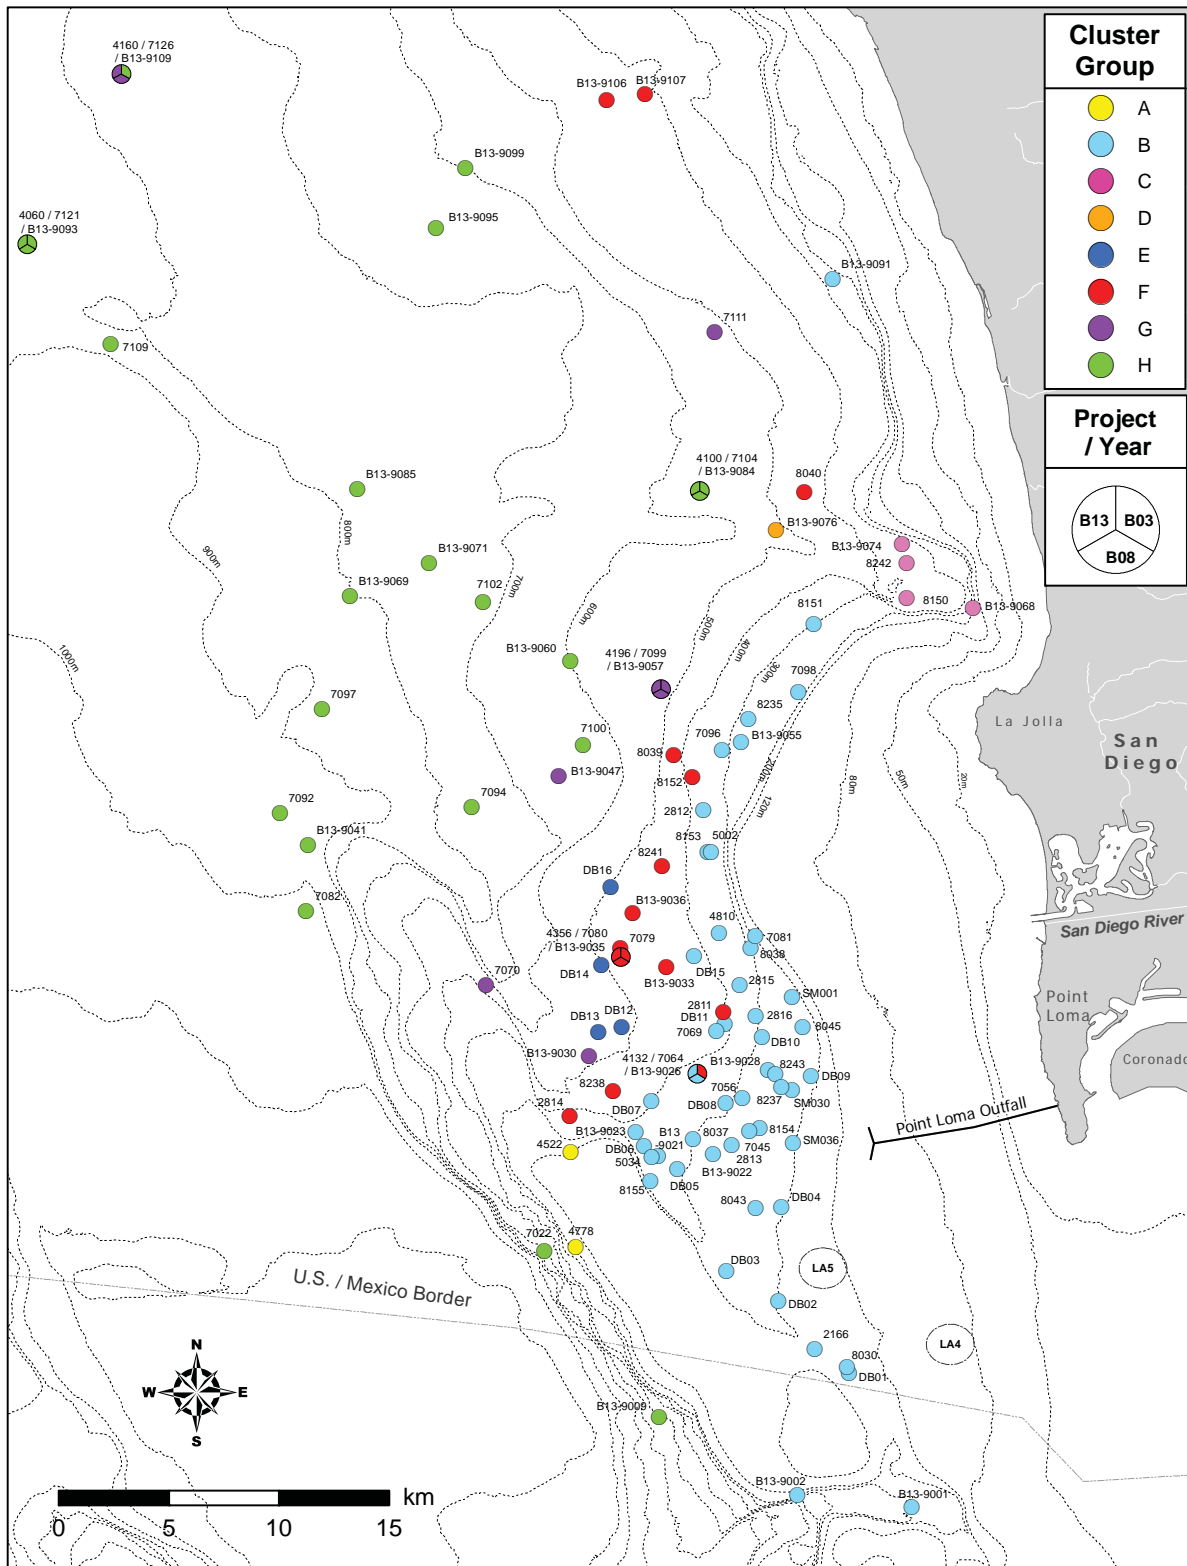 Cluster
Group
A
B
C
D
E
F
G
H
Project
/ Year
B13
B03
B08
4160 / 7126
/ B13-9109
B13-9106
B13-9107
B13-9099
B13-9095
4060 / 7121
/ B13-9093
B13-9091
7111
7109
4100 / 7104
/ B13-9084
8040
B13-9085
B13-9076
800m
B13-9074
900m
B13-9071
8242
700m
B13-9069
7102
8150
B13-9068
600m
8151
500m
400m
1000m
B13-9060
4196 / 7099
/ B13-9057
300m
7098
7097
8235
La Jolla
San
Diego
7100
7096
B13-9055
8039
B13-9047
200m
80m
50m
20m
8152
7094
120m
7092
2812
B13-9041
8153
5002
8241
DB16
7082
B13-9036
4810
San Diego River
4356 / 7080
/ B13-9035
7079
7081
8038
DB14
DB15
B13-9033
7070
2815
SM001
Point
Loma
2811
DB13
DB12
DB11
2816
7069
8045
DB10
B13-9030
4132 / 7064
/ B13-9026
B13-9028
8243
DB09
Coronado
8238
7056
DB07
DB08
8237
SM030
2814
Point Loma Outfall
B13-9023
B13
8037
8154
4522
DB06
9021
7045
SM036
5034
2813
B13-9022
8155
DB05
8043
DB04
7022
4778
DB03
LA5
U.S. / Mexico Border
DB02
2166
LA4
8030
DB01
N
W
E
S
B13-9009
B13-9002
B13-9001
km
0
5
10
15